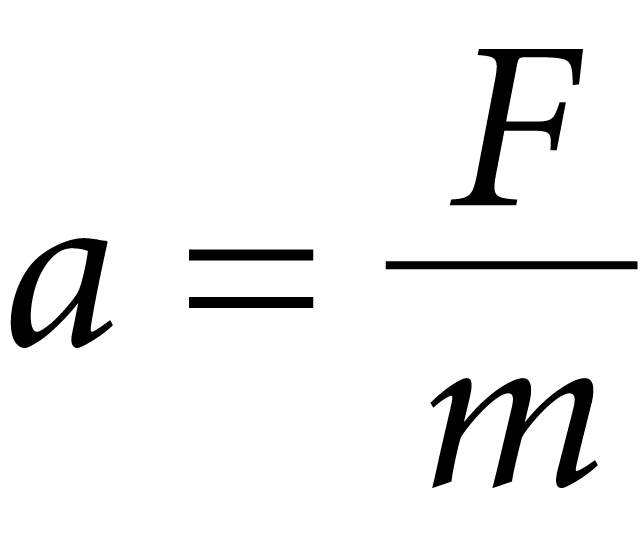 a = F/m